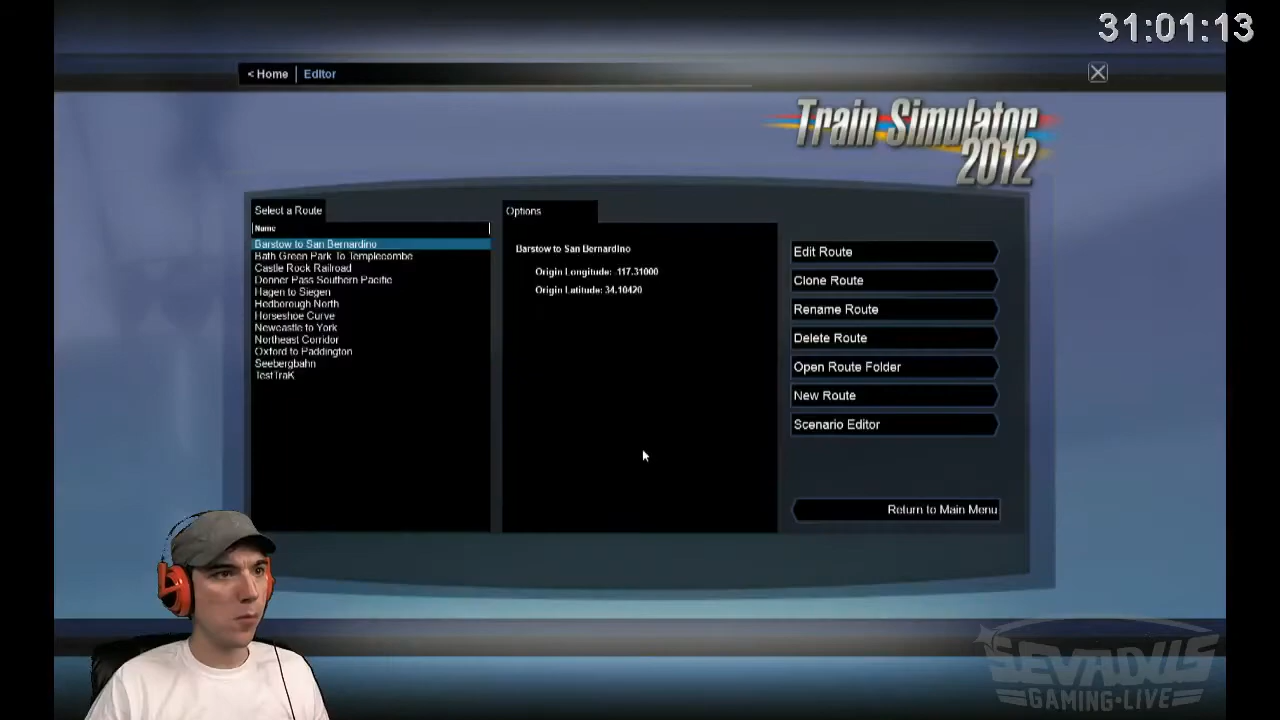 31:01:13
< Home | Editor
Train Simulator
2012
Select a Route
Name
Barstow to San Bernardino
Bath Green Park To Templecombe
Castle Rock Railroad
Donner Pass Southern Pacific
Hagen to Siegen
Hedborough North
Horseshoe Curve
Newcastle to York
Northeast Corridor
Oxford to Paddington
Seebergbahn
TestTraK
Options
Barstow to San Bernardino
Origin Longitude: 117.31000
Origin Latitude: 34.10420
Edit Route
Clone Route
Rename Route
Delete Route
Open Route Folder
New Route
Scenario Editor
Return to Main Menu
SEVADUS
GAMING·LIVE